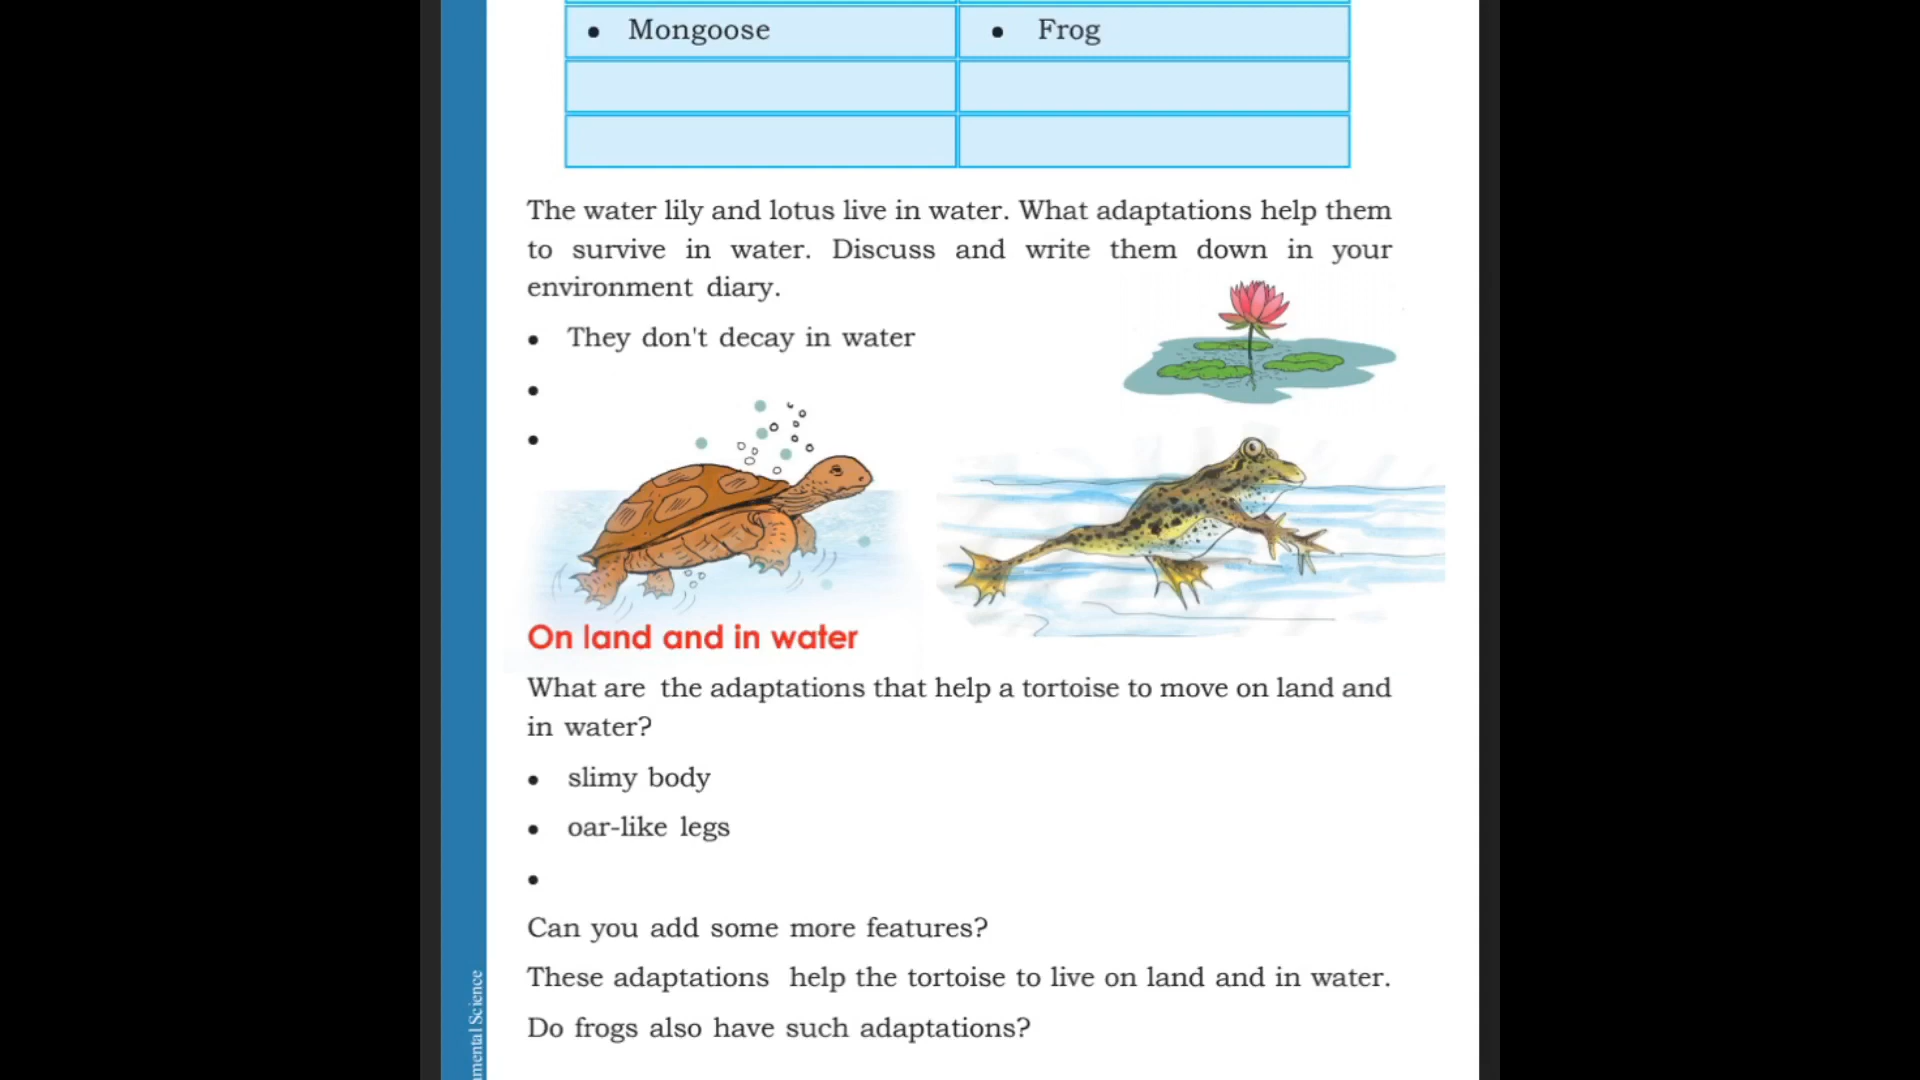 • Mongoose
• Frog
The water lily and lotus live in water. What adaptations help them
to survive in water. Discuss and write them down in your
environment diary.
• They don't decay in water
•
•
On land and in water
What are the adaptations that help a tortoise to move on land and
in water?
• slimy body
• oar-like legs
•
Can you add some more features?
These adaptations help the tortoise to live on land and in water.
Do frogs also have such adaptations?
Science